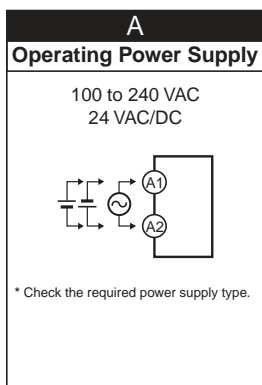 A
Operating Power Supply
100 to 240 VAC
24 VAC/DC
A1
A2
* Check the required power supply type.